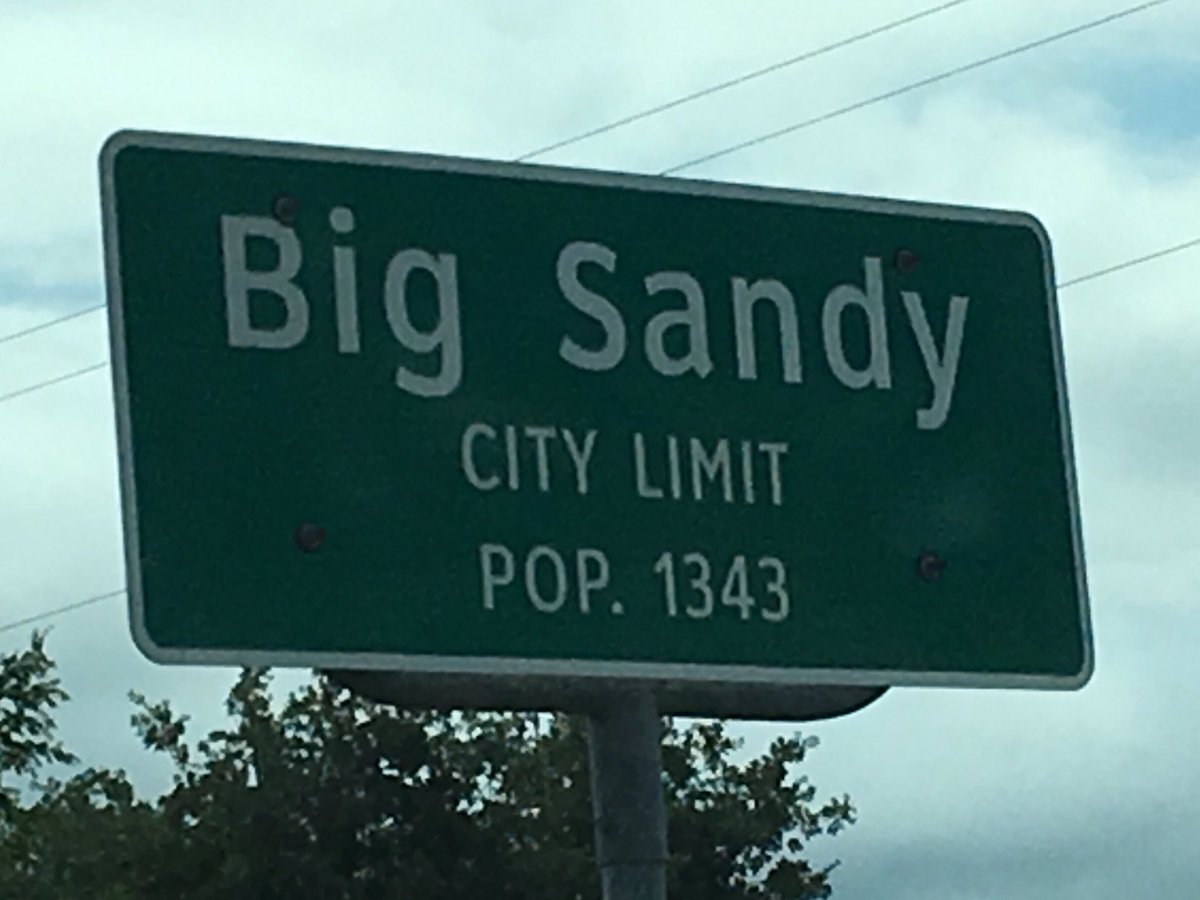 Big Sandy
CITY LIMIT
POP. 1343